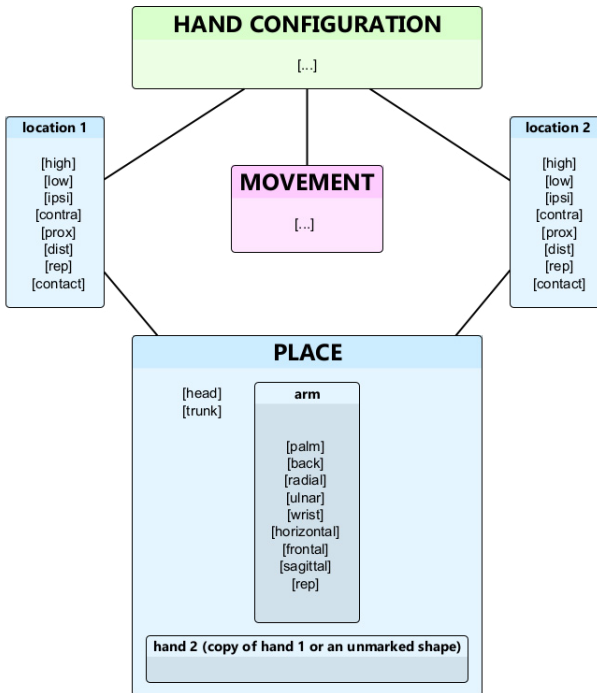 HAND CONFIGURATION
[...]
location 1
[high]
[low]
[ipsi]
[contra]
[prox]
[dist]
[rep]
[contact]
MOVEMENT
[...]
location 2
[high]
[low]
[ipsi]
[contra]
[prox]
[dist]
[rep]
[contact]
PLACE
[head]
[trunk]
arm
[palm]
[back]
[radial]
[ulnar]
[wrist]
[horizontal]
[frontal]
[sagittal]
[rep]
hand 2 (copy of hand 1 or an unmarked shape)